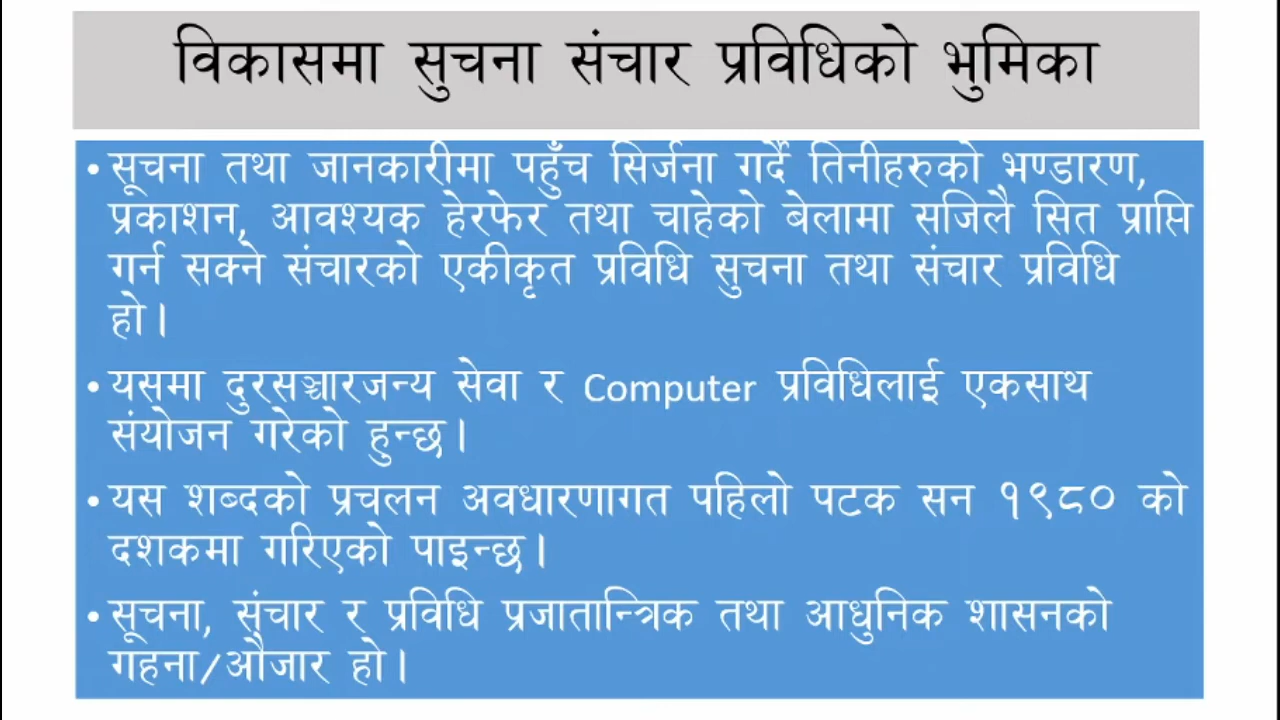 विकासमा सुचना संचार प्रविधिको भुमिका
• सूचना तथा जानकारीमा पहुँच सिर्जना गर्दै तिनीहरुको भण्डारण,
प्रकाशन, आवश्यक हेरफेर तथा चाहेको बेलामा सजिलै सित प्राप्ति
गर्न सक्ने संचारको एकीकृत प्रविधि सुचना तथा संचार प्रविधि
हो।
• यसमा दुरसञ्चारजन्य सेवा र Computer प्रविधिलाई एकसाथ
संयोजन गरेको हुन्छ।
• यस शब्दको प्रचलन अवधारणागत पहिलो पटक सन १९८० को
दशकमा गरिएको पाइन्छ।
• सूचना, संचार र प्रविधि प्रजातान्त्रिक तथा आधुनिक शासनको
गहना/औजार हो।